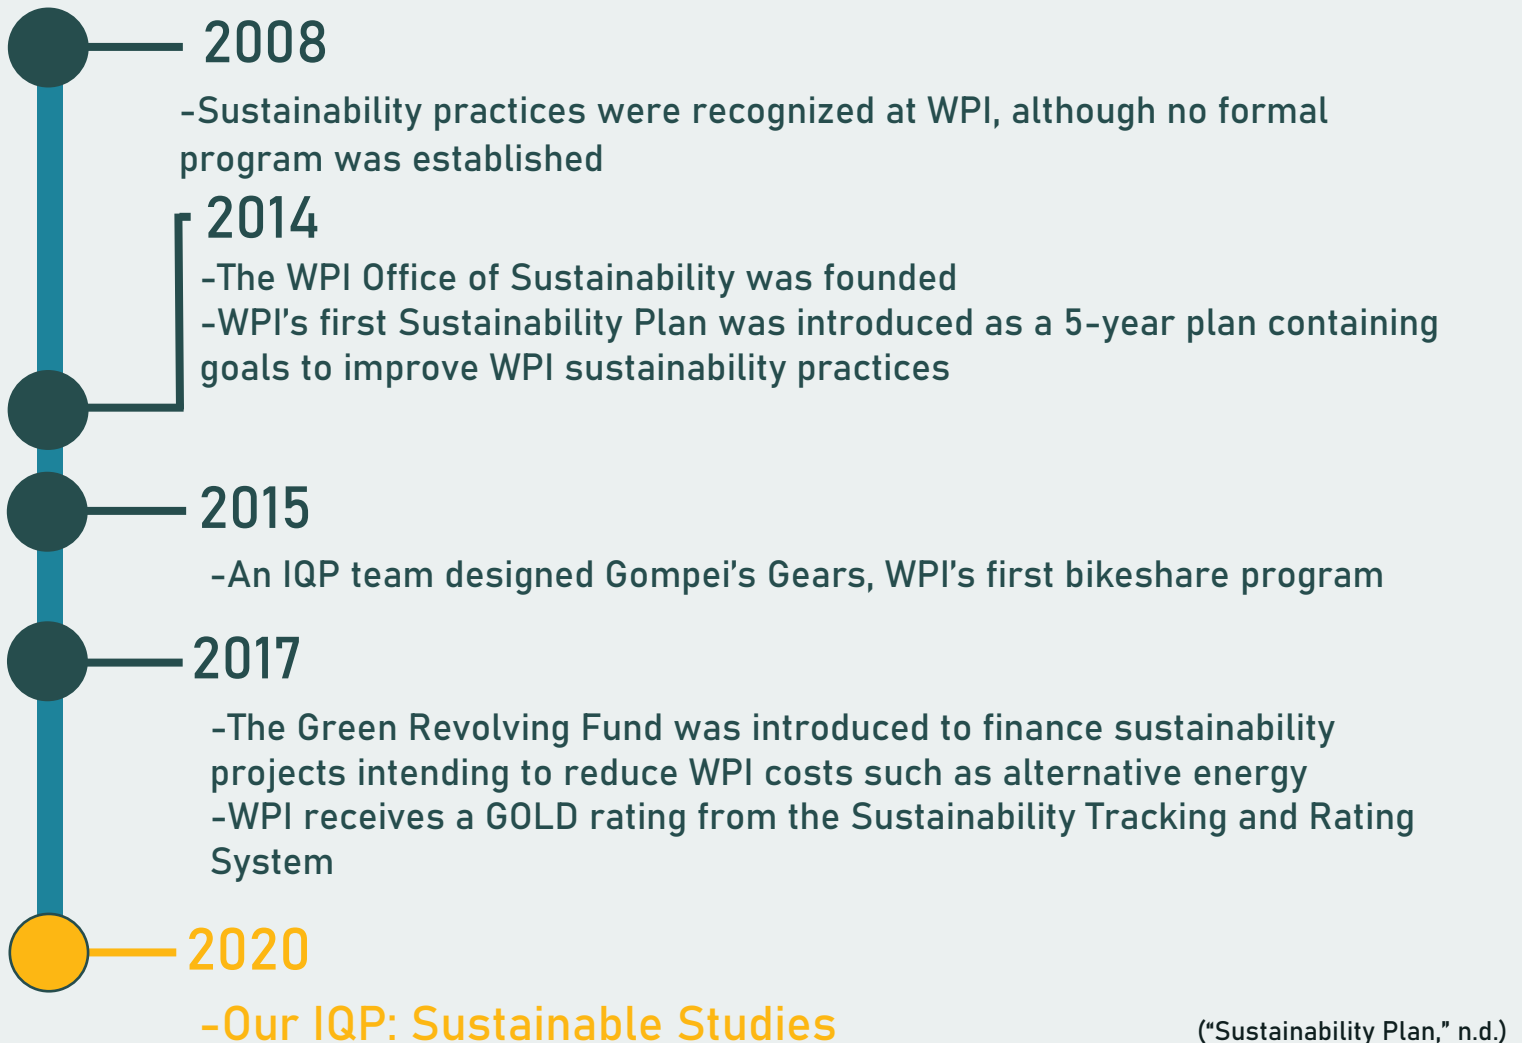 2008
-Sustainability practices were recognized at WPI, although no formal
program was established
2014
-The WPI Office of Sustainability was founded
-WPI’s first Sustainability Plan was introduced as a 5-year plan containing
goals to improve WPI sustainability practices
2015
-An IQP team designed Gompei’s Gears, WPI’s first bikeshare program
2017
-The Green Revolving Fund was introduced to finance sustainability
projects intending to reduce WPI costs such as alternative energy
-WPI receives a GOLD rating from the Sustainability Tracking and Rating
System
2020
-Our IQP: Sustainable Studies
(“Sustainability Plan,” n.d.)